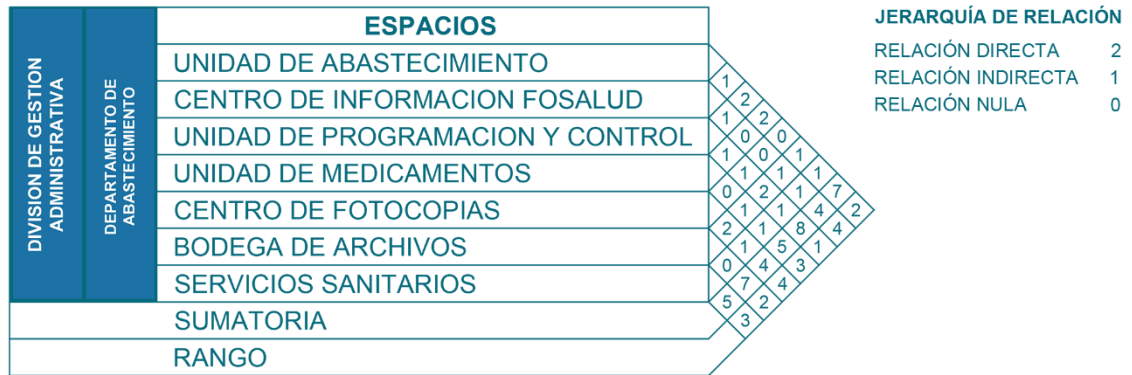 DIVISION DE GESTION
ADMINISTRATIVA
DEPARTAMENTO DE
ABASTECIMIENTO
ESPACIOS
UNIDAD DE ABASTECIMIENTO
CENTRO DE INFORMACION FOSALUD
UNIDAD DE PROGRAMACION Y CONTROL
UNIDAD DE MEDICAMENTOS
CENTRO DE FOTOCOPIAS
BODEGA DE ARCHIVOS
SERVICIOS SANITARIOS
SUMATORIA
RANGO
1
2
1 2
0 0
1 0 1
1 1 1
0 2 1 7
1 1 4 2
2 1 8 4
1 5 1
0 4 3
7 4
5 2
3
JERARQUÍA DE RELACIÓN
RELACIÓN DIRECTA 2
RELACIÓN INDIRECTA 1
RELACIÓN NULA 0